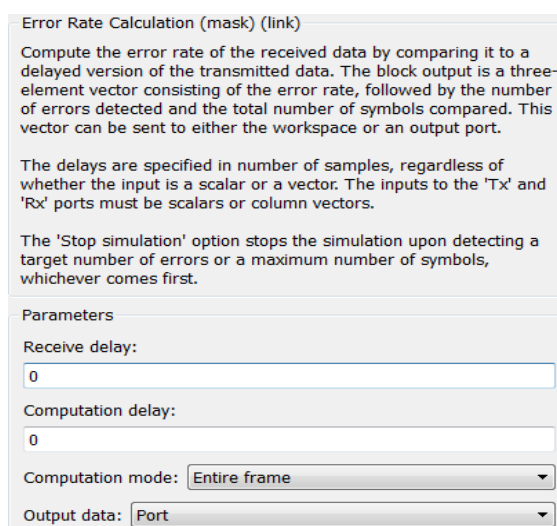 Error Rate Calculation (mask) (link)
Compute the error rate of the received data by comparing it to a
delayed version of the transmitted data. The block output is a three-
element vector consisting of the error rate, followed by the number
of errors detected and the total number of symbols compared. This
vector can be sent to either the workspace or an output port.
The delays are specified in number of samples, regardless of
whether the input is a scalar or a vector. The inputs to the 'Tx' and
'Rx' ports must be scalars or column vectors.
The 'Stop simulation' option stops the simulation upon detecting a
target number of errors or a maximum number of symbols,
whichever comes first.
Parameters
Receive delay:
0
Computation delay:
0
Computation mode: Entire frame
Output data: Port